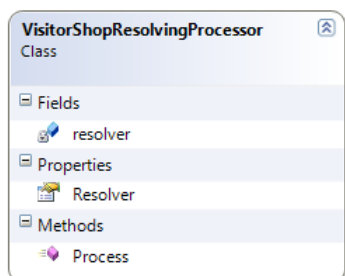 VisitorShopResolvingProcessor
Class
Fields
resolver
Properties
Resolver
Methods
Process